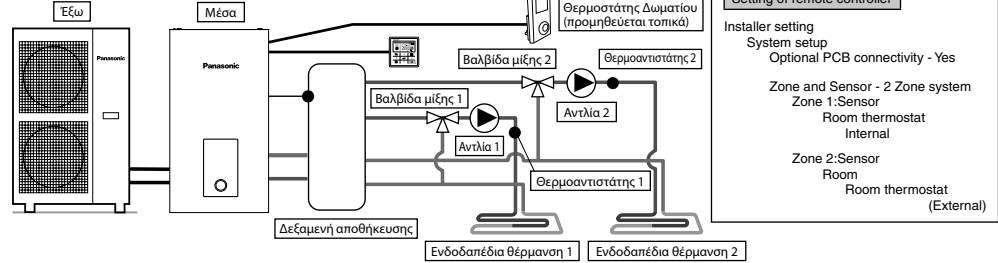 Έξω
Μέσα
Panasonic
Panasonic
Θερμοστάτης Δωματίου
(προμηθεύεται τοπικά)
Βαλβίδα μίξης 2
Θερμοαντιστάτης 2
Αντλία 2
Βαλβίδα μίξης 1
Αντλία 1
Θερμοαντιστάτης 1
Δεξαμενή αποθήκευσης
Ενδοδαπέδια θέρμανση 1
Ενδοδαπέδια θέρμανση 2
Setting of remote controller
Installer setting
System setup
Optional PCB connectivity - Yes
Zone and Sensor - 2 Zone system
Zone 1:Sensor
Room thermostat
Internal
Zone 2:Sensor
Room
Room thermostat
(External)